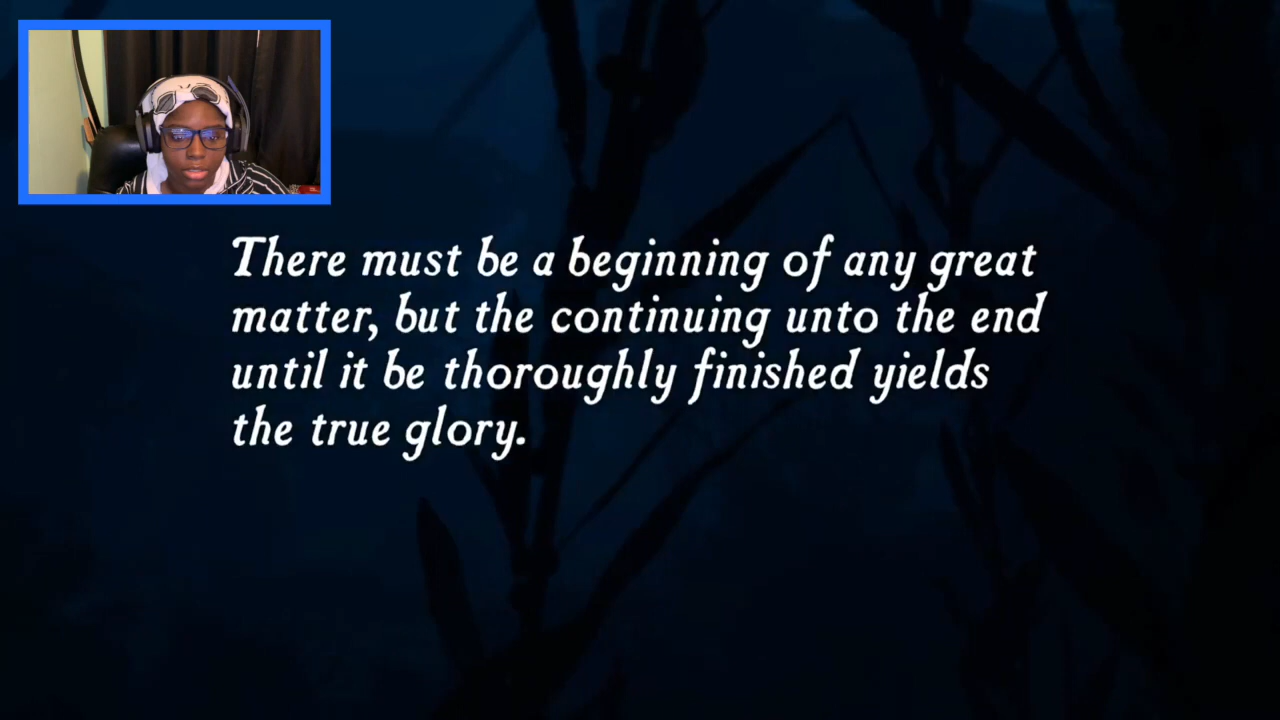 There must be a beginning of any great
matter, but the continuing unto the end
until it be thoroughly finished yields
the true glory.